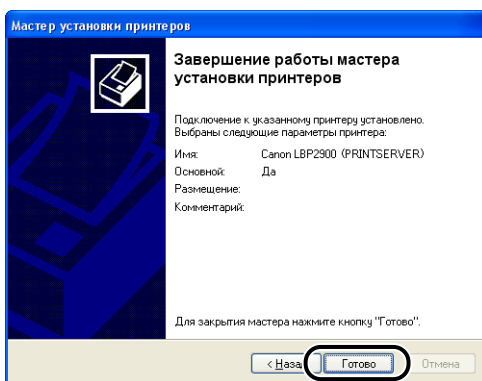 Мастер установки принтеров
Завершение работы мастера
установки принтеров
Подключение к указанному принтеру установлено.
Выбраны следующие параметры принтера:
Имя: Canon LBP2900 (PRINTSERVER)
Основной: Да
Размещение:
Комментарий:
Для закрытия мастера нажмите кнопку "Готово".
< Наза Готово Отмена